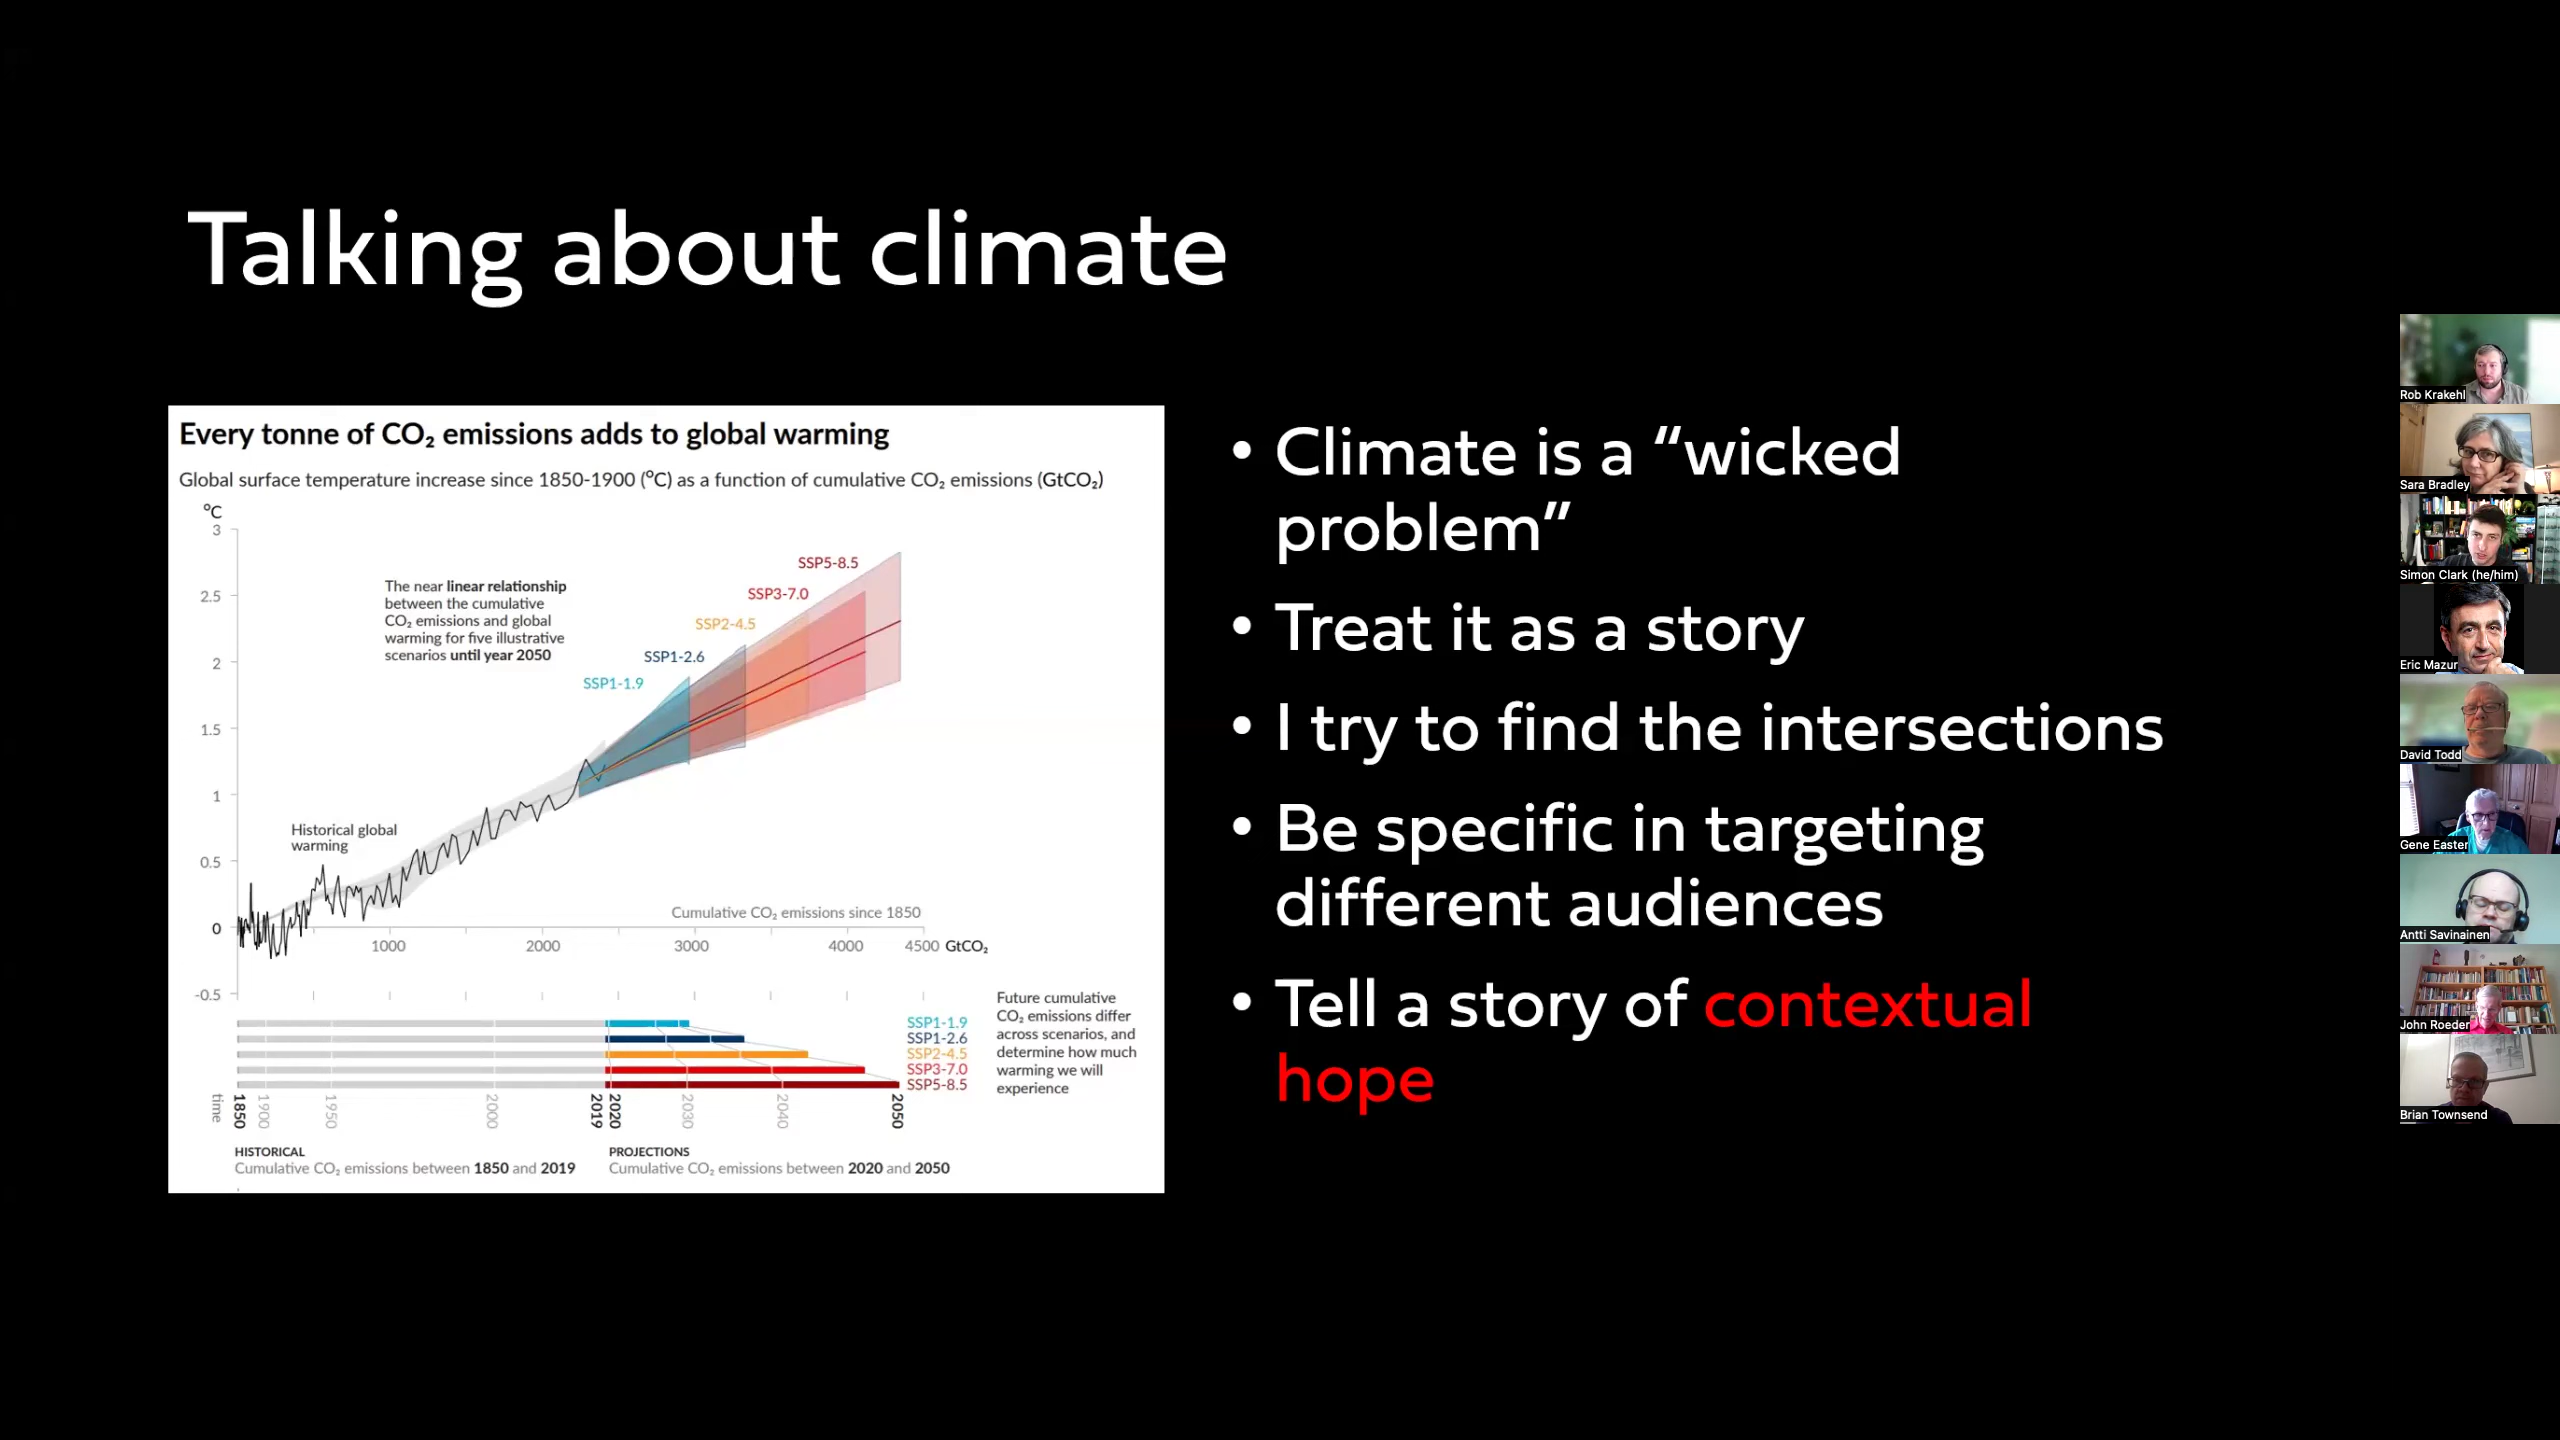 Talking about climate
Every tonne of CO₂ emissions adds to global warming
Global surface temperature increase since 1850-1900 (°C) as a function of cumulative CO₂ emissions (GtCO₂)
°C
3
2.5
2
1.5
1
0.5
0
-0.5
The near linear relationship
between the cumulative
CO₂ emissions and global
warming for five illustrative
scenarios until year 2050
SSP5-8.5
SSP3-7.0
SSP2-4.5
SSP1-2.6
SSP1-1.9
Historical global
warming
Cumulative CO₂ emissions since 1850
1000 2000 3000 4000 4500 GtCO₂
SSP1-1.9
SSP1-2.6
SSP2-4.5
SSP3-7.0
SSP5-8.5
Future cumulative
CO₂ emissions differ
across scenarios, and
determine how much
warming we will
experience
time 1850 1900 1950 2000 2019 2020 2030 2040 2050
HISTORICAL
Cumulative CO₂ emissions between 1850 and 2019
PROJECTIONS
Cumulative CO₂ emissions between 2020 and 2050
• Climate is a “wicked
problem”
• Treat it as a story
• I try to find the intersections
• Be specific in targeting
different audiences
• Tell a story of contextual
hope
Rob Krakehl
Sara Bradley
Simon Clark (he/him)
Eric Mazur
David Todd
Gene Easter
Antti Savinainen
John Roeder
Brian Townsend